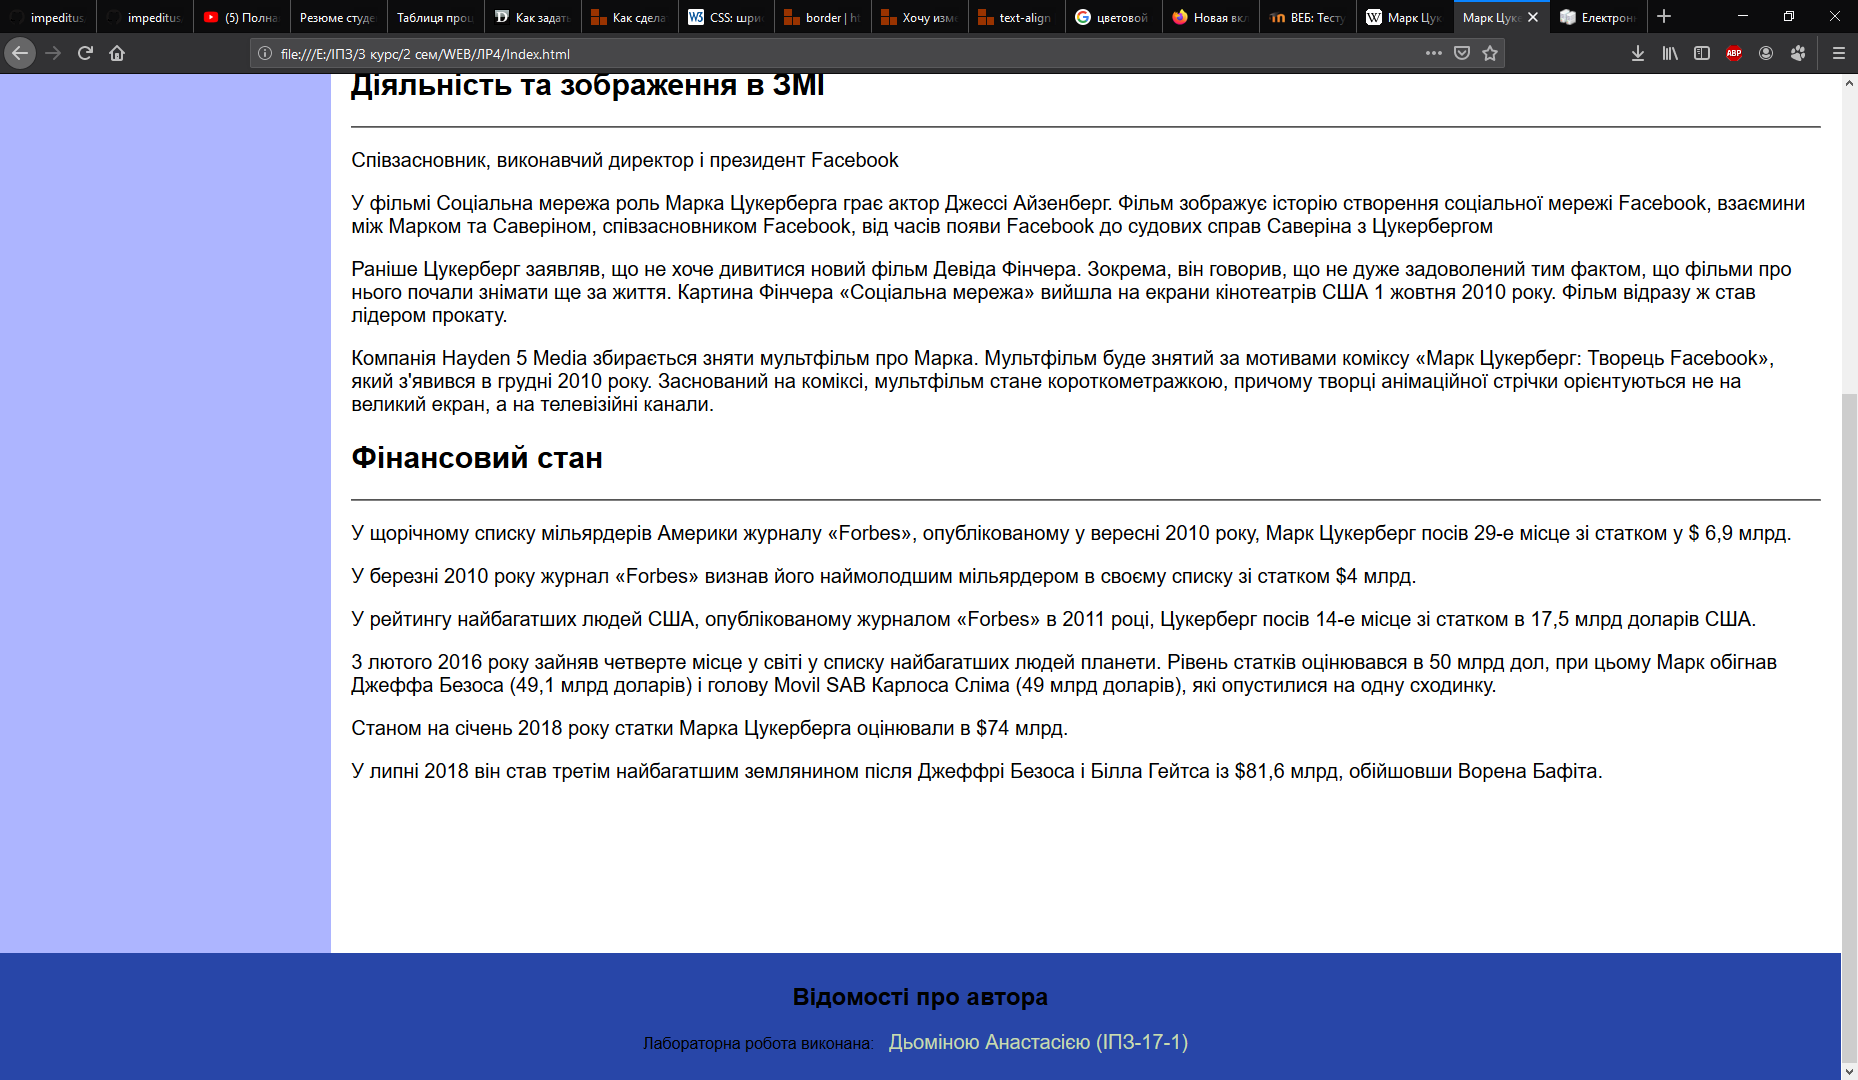 impeditus
impeditus
(5) Полна
Резюме студе
Таблиця проц
Как задать
Как сдела
CSS: шри
border | ht
Хочу изме
text-align
цветовой
Новая вкл
ВЕБ: Тесту
Марк Цук
Марк Цуке
Електрон
file:///E:/ІПЗ/3 курс/2 сем/WEB/ЛР4/Index.html
ABP
Діяльність та зображення в ЗМІ
Співзасновник, виконавчий директор і президент Facebook
У фільмі Соціальна мережа роль Марка Цукерберга грає актор Джессі Айзенберг. Фільм зображує історію створення соціальної мережі Facebook, взаємини
між Марком та Саверіном, співзасновником Facebook, від часів появи Facebook до судових справ Саверіна з Цукербергом
Раніше Цукерберг заявляв, що не хоче дивитися новий фільм Девіда Фінчера. Зокрема, він говорив, що не дуже задоволений тим фактом, що фільми про
нього почали знімати ще за життя. Картина Фінчера «Соціальна мережа» вийшла на екрани кінотеатрів США 1 жовтня 2010 року. Фільм відразу ж став
лідером прокату.
Компанія Hayden 5 Media збирається зняти мультфільм про Марка. Мультфільм буде знятий за мотивами коміксу «Марк Цукерберг: Творець Facebook»,
який з'явився в грудні 2010 року. Заснований на коміксі, мультфільм стане короткометражкою, причому творці анімаційної стрічки орієнтуються не на
великий екран, а на телевізійні канали.
Фінансовий стан
У щорічному списку мільярдерів Америки журналу «Forbes», опублікованому у вересні 2010 року, Марк Цукерберг посів 29-е місце зі статком у $ 6,9 млрд.
У березні 2010 року журнал «Forbes» визнав його наймолодшим мільярдером в своєму списку зі статком $4 млрд.
У рейтингу найбагатших людей США, опублікованому журналом «Forbes» в 2011 році, Цукерберг посів 14-е місце зі статком в 17,5 млрд доларів США.
3 лютого 2016 року зайняв четверте місце у світі у списку найбагатших людей планети. Рівень статків оцінювався в 50 млрд дол, при цьому Марк обігнав
Джеффа Безоса (49,1 млрд доларів) і голову Movil SAB Карлоса Сліма (49 млрд доларів), які опустилися на одну сходинку.
Станом на січень 2018 року статки Марка Цукерберга оцінювали в $74 млрд.
У липні 2018 він став третім найбагатшим землянином після Джеффрі Безоса і Білла Гейтса із $81,6 млрд, обійшовши Ворена Бафіта.
Відомості про автора
Лабораторна робота виконана: Дьоміною Анастасією (ІПЗ-17-1)